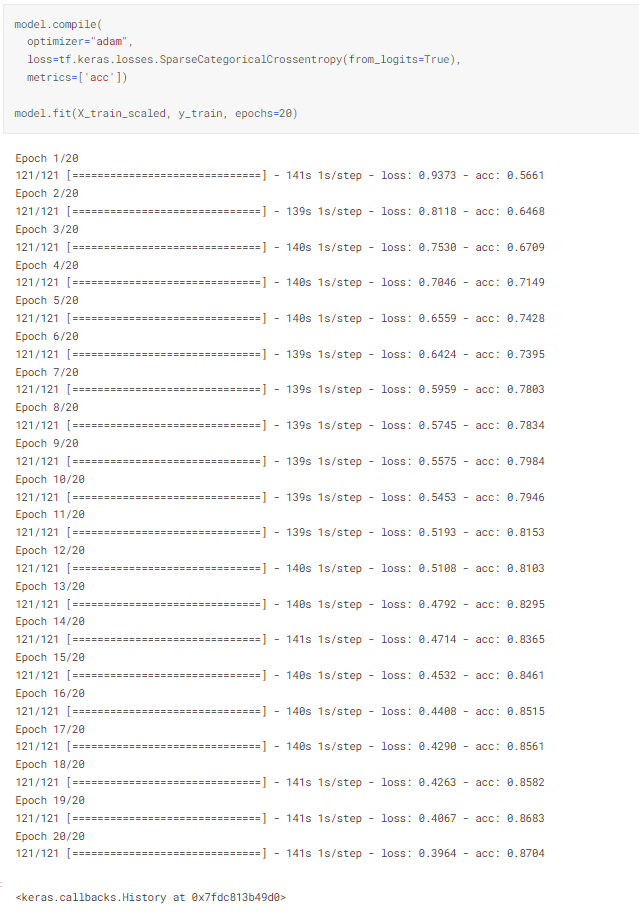 model.compile(
  optimizer="adam",
  loss=tf.keras.losses.SparseCategoricalCrossentropy(from_logits=True),
  metrics=['acc'])
model.fit(X_train_scaled, y_train, epochs=20)
Epoch 1/20
121/121 [==============================] - 141s 1s/step - loss: 0.9373 - acc: 0.5661
Epoch 2/20
121/121 [==============================] - 139s 1s/step - loss: 0.8118 - acc: 0.6468
Epoch 3/20
121/121 [==============================] - 140s 1s/step - loss: 0.7530 - acc: 0.6709
Epoch 4/20
121/121 [==============================] - 140s 1s/step - loss: 0.7046 - acc: 0.7149
Epoch 5/20
121/121 [==============================] - 140s 1s/step - loss: 0.6559 - acc: 0.7428
Epoch 6/20
121/121 [==============================] - 139s 1s/step - loss: 0.6424 - acc: 0.7395
Epoch 7/20
121/121 [==============================] - 139s 1s/step - loss: 0.5959 - acc: 0.7803
Epoch 8/20
121/121 [==============================] - 139s 1s/step - loss: 0.5745 - acc: 0.7834
Epoch 9/20
121/121 [==============================] - 139s 1s/step - loss: 0.5575 - acc: 0.7984
Epoch 10/20
121/121 [==============================] - 139s 1s/step - loss: 0.5453 - acc: 0.7946
Epoch 11/20
121/121 [==============================] - 139s 1s/step - loss: 0.5193 - acc: 0.8153
Epoch 12/20
121/121 [==============================] - 140s 1s/step - loss: 0.5108 - acc: 0.8103
Epoch 13/20
121/121 [==============================] - 140s 1s/step - loss: 0.4792 - acc: 0.8295
Epoch 14/20
121/121 [==============================] - 141s 1s/step - loss: 0.4714 - acc: 0.8365
Epoch 15/20
121/121 [==============================] - 140s 1s/step - loss: 0.4532 - acc: 0.8461
Epoch 16/20
121/121 [==============================] - 140s 1s/step - loss: 0.4408 - acc: 0.8515
Epoch 17/20
121/121 [==============================] - 140s 1s/step - loss: 0.4290 - acc: 0.8561
Epoch 18/20
121/121 [==============================] - 141s 1s/step - loss: 0.4263 - acc: 0.8582
Epoch 19/20
121/121 [==============================] - 141s 1s/step - loss: 0.4067 - acc: 0.8683
Epoch 20/20
121/121 [==============================] - 141s 1s/step - loss: 0.3964 - acc: 0.8704
<keras.callbacks.History at 0x7fdc813b49d0>